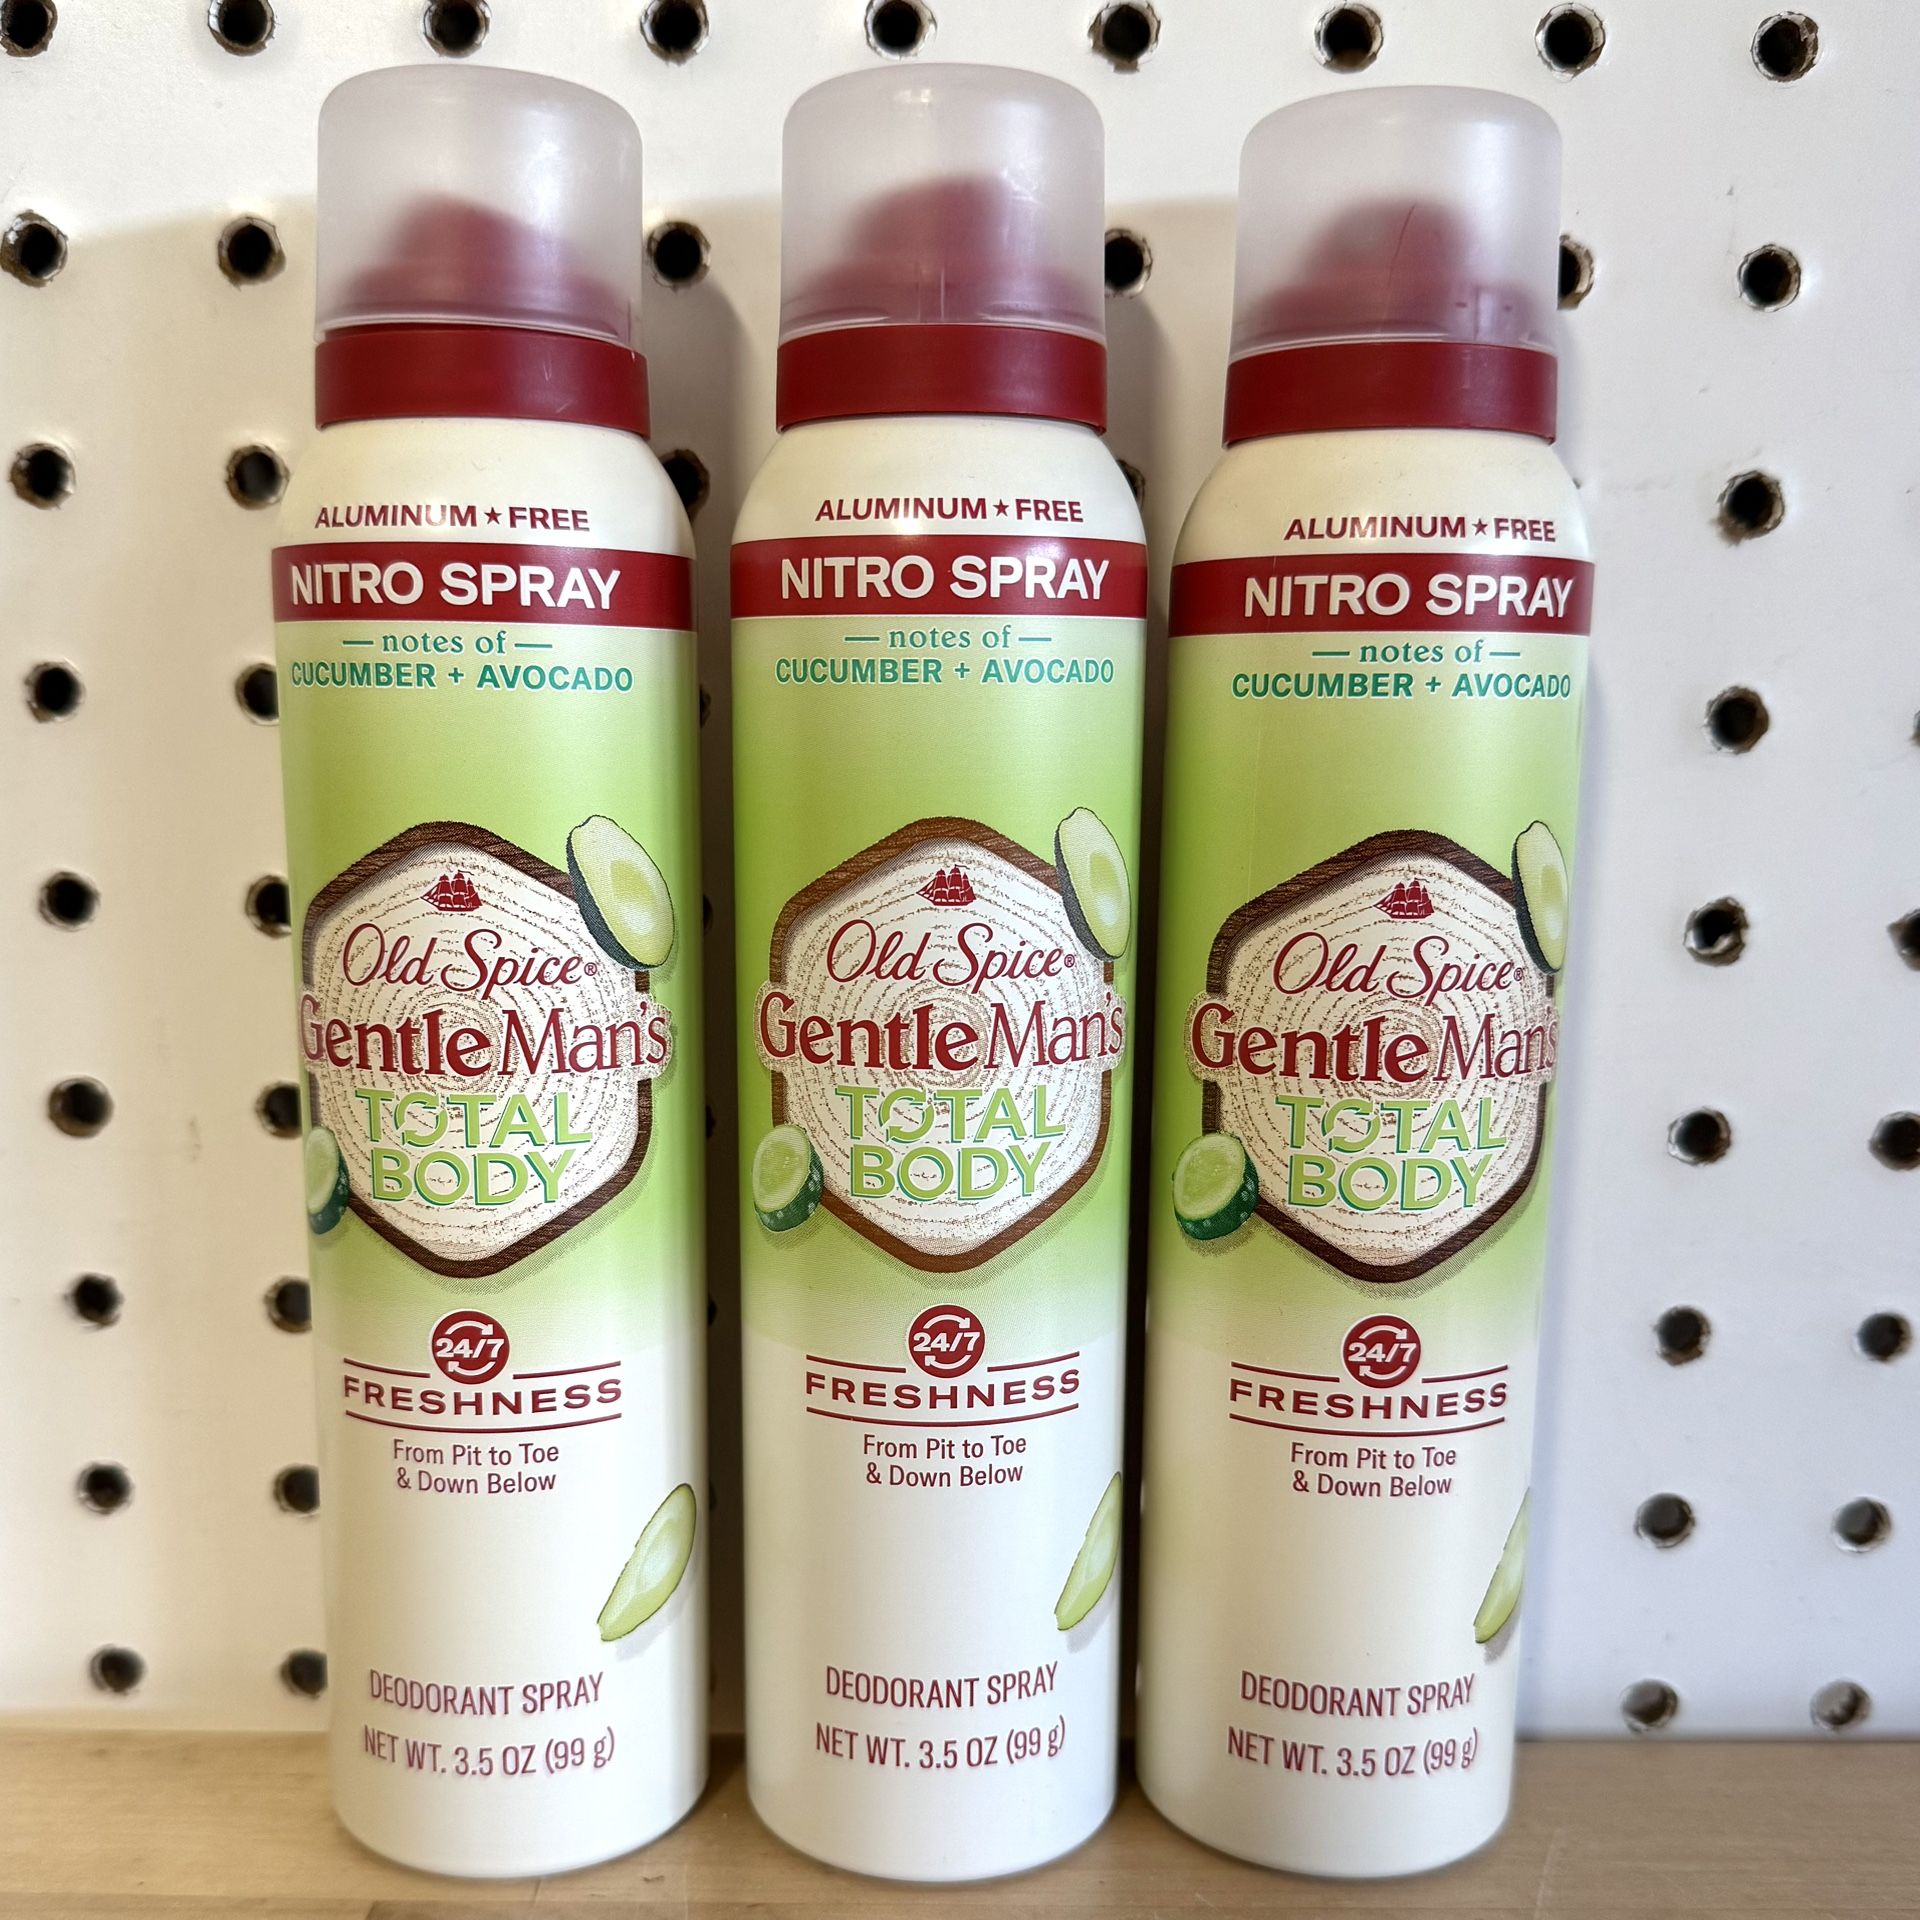 ALUMINUM★FREE
NITRO SPRAY
— notes of —
CUCUMBER + AVOCADO
Old Spice®
GentleMan's
TOTAL
BODY
24/7
FRESHNESS
From Pit to Toe
& Down Below
DEODORANT SPRAY
NET WT. 3.5 OZ (99 g)
ALUMINUM★FREE
NITRO SPRAY
— notes of —
CUCUMBER + AVOCADO
Old Spice®
GentleMan's
TOTAL
BODY
24/7
FRESHNESS
From Pit to Toe
& Down Below
DEODORANT SPRAY
NET WT. 3.5 OZ (99 g)
ALUMINUM★FREE
NITRO SPRAY
— notes of —
CUCUMBER + AVOCADO
Old Spice®
GentleMan's
TOTAL
BODY
24/7
FRESHNESS
From Pit to Toe
& Down Below
DEODORANT SPRAY
NET WT. 3.5 OZ (99 g)